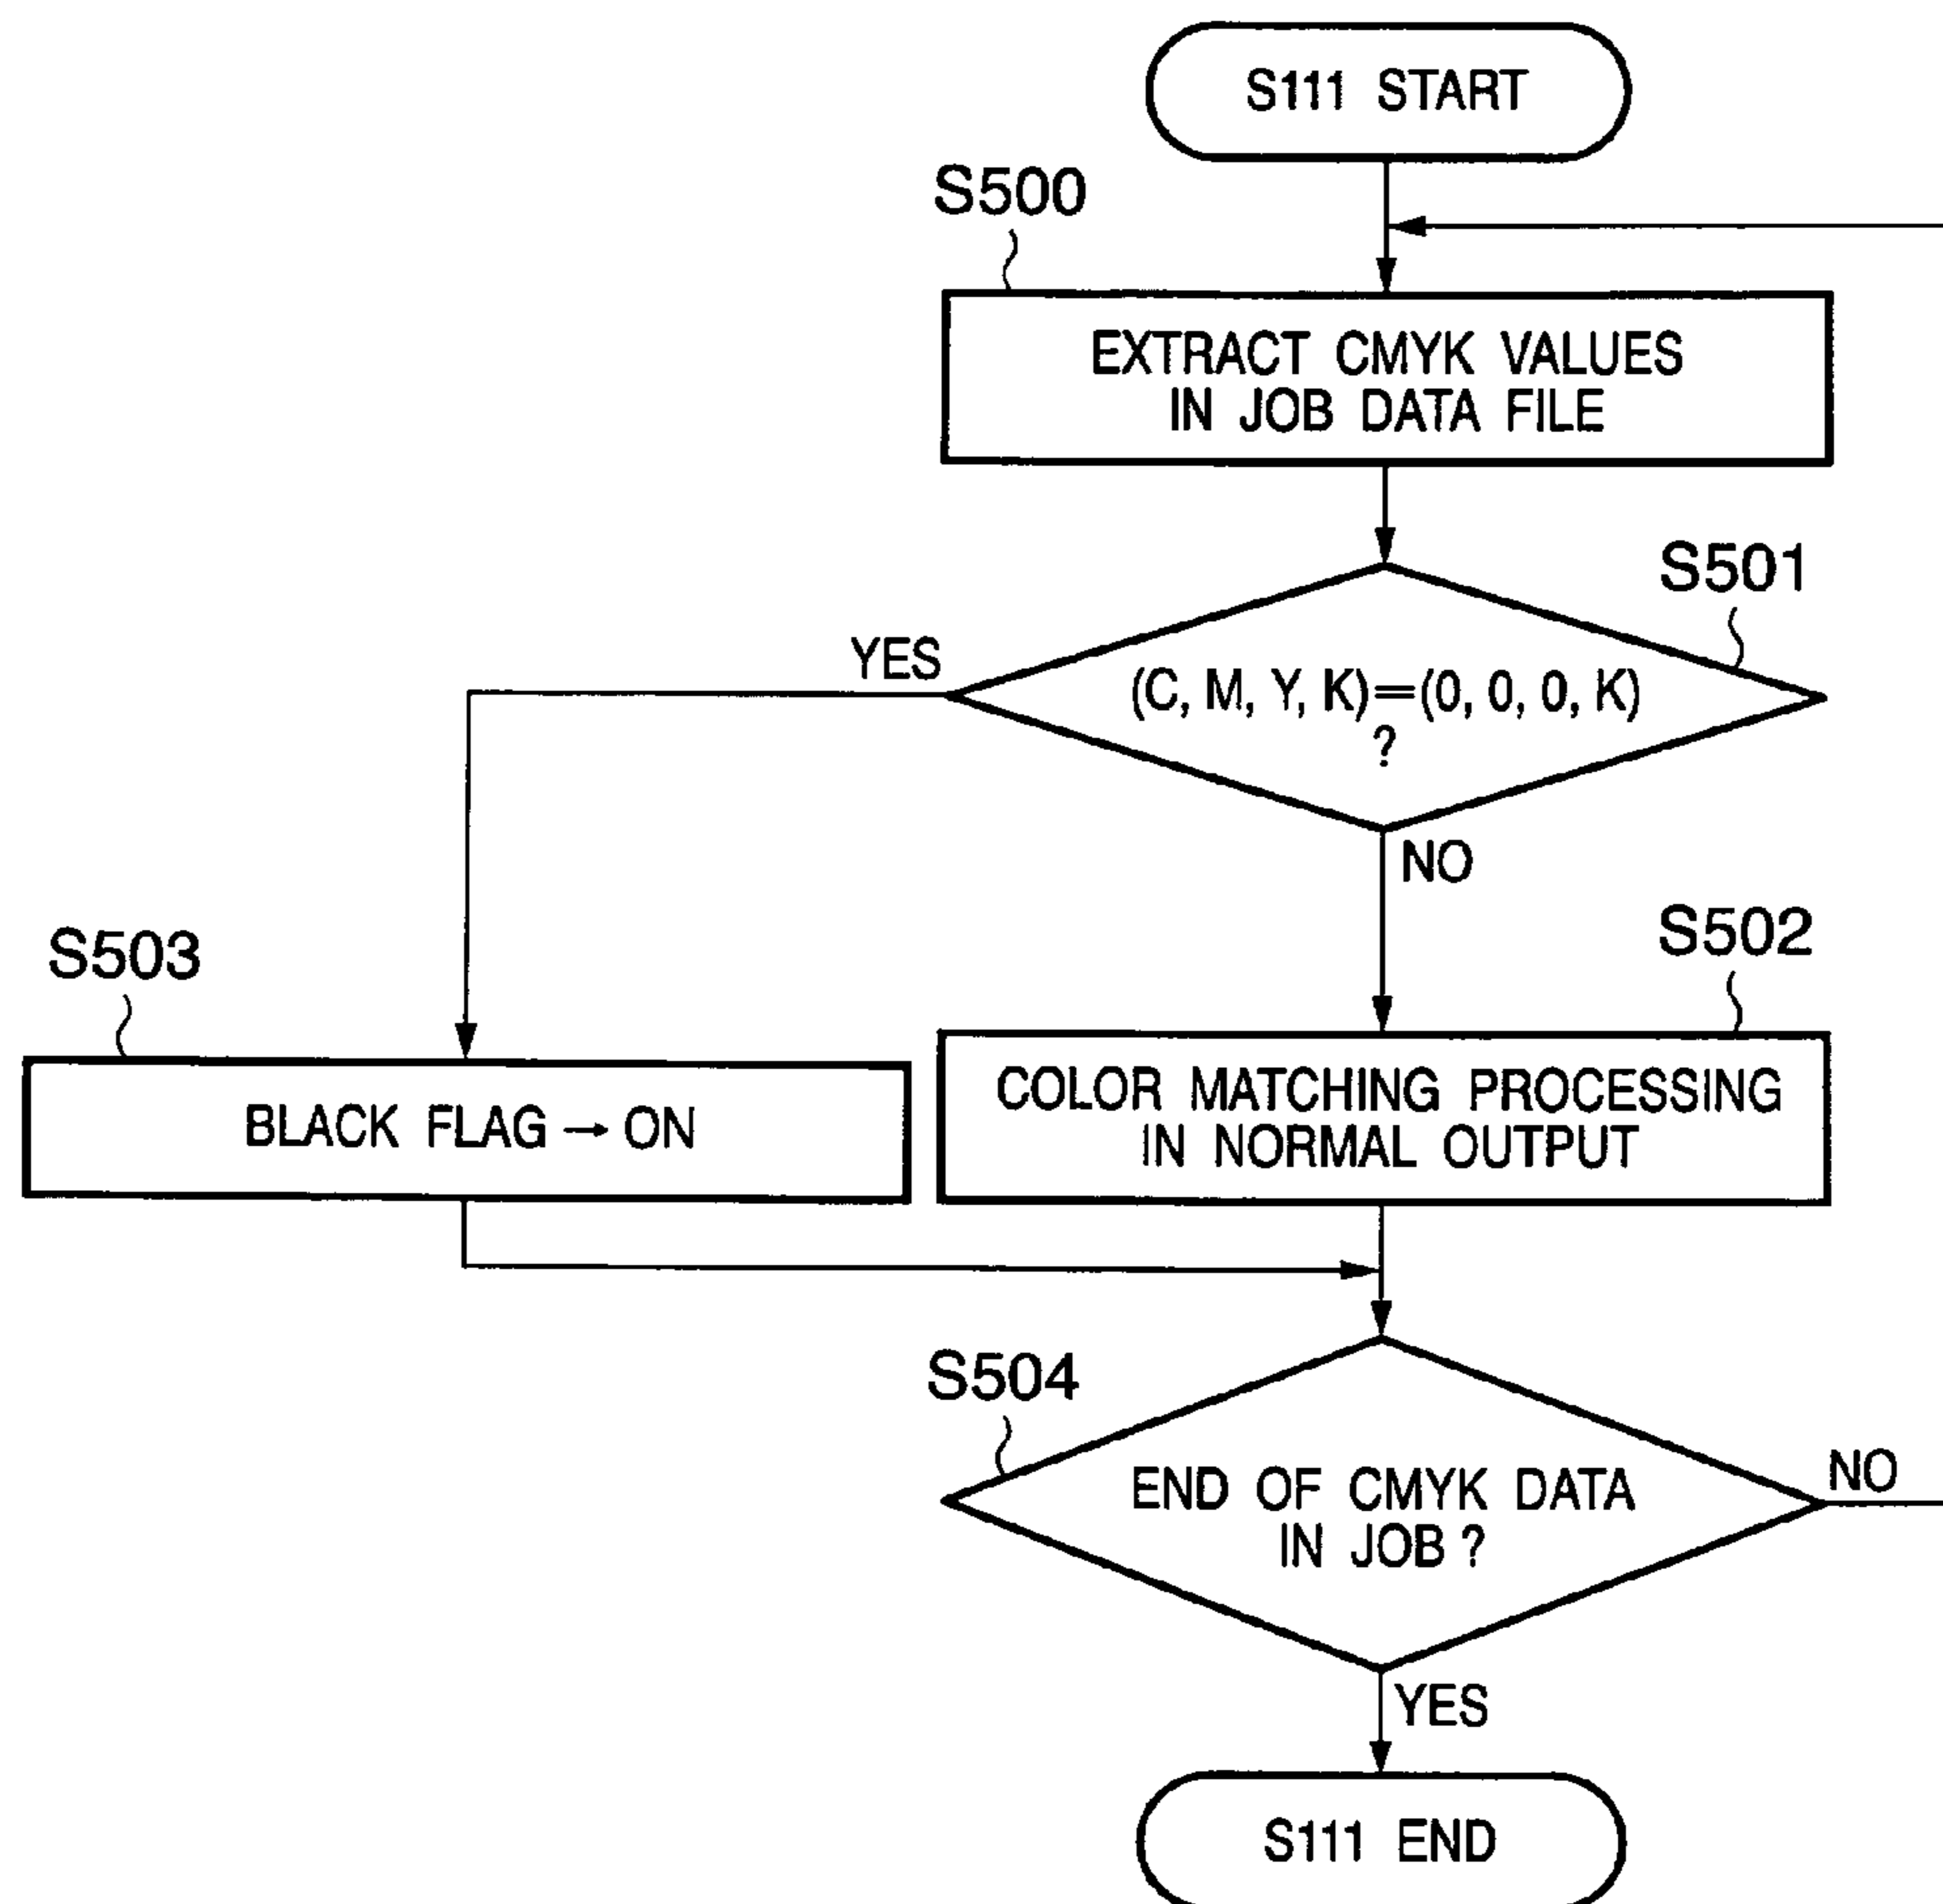 S111 START
S500
EXTRACT CMYK VALUES
IN JOB DATA FILE
S501
YES
(C, M, Y, K)=(0, 0, 0, K)
?
NO
S503
S502
BLACK FLAG → ON
COLOR MATCHING PROCESSING
IN NORMAL OUTPUT
S504
END OF CMYK DATA
IN JOB ?
NO
YES
S111 END